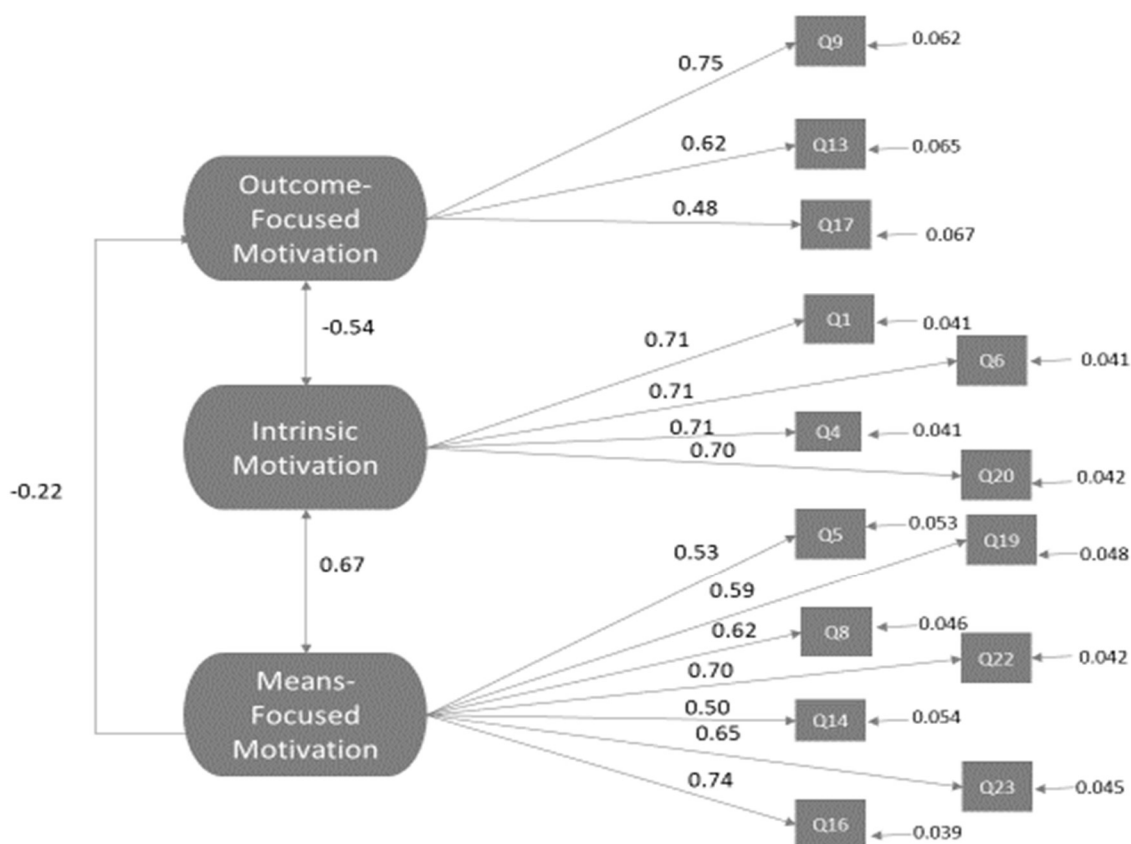 Q9
0.062
0.75
0.62
Q13
0.065
Outcome-
Focused
Motivation
0.48
Q17
0.067
-0.54
Q1
0.041
0.71
Q6
0.041
0.71
Intrinsic
Motivation
0.71
Q4
0.041
0.70
Q20
0.042
-0.22
Q5
0.053
Q19
0.048
0.53
0.67
0.59
0.62
Q8
0.046
0.70
Q22
0.042
Means-
Focused
Motivation
0.50
Q14
0.054
0.65
0.74
Q23
0.045
Q16
0.039